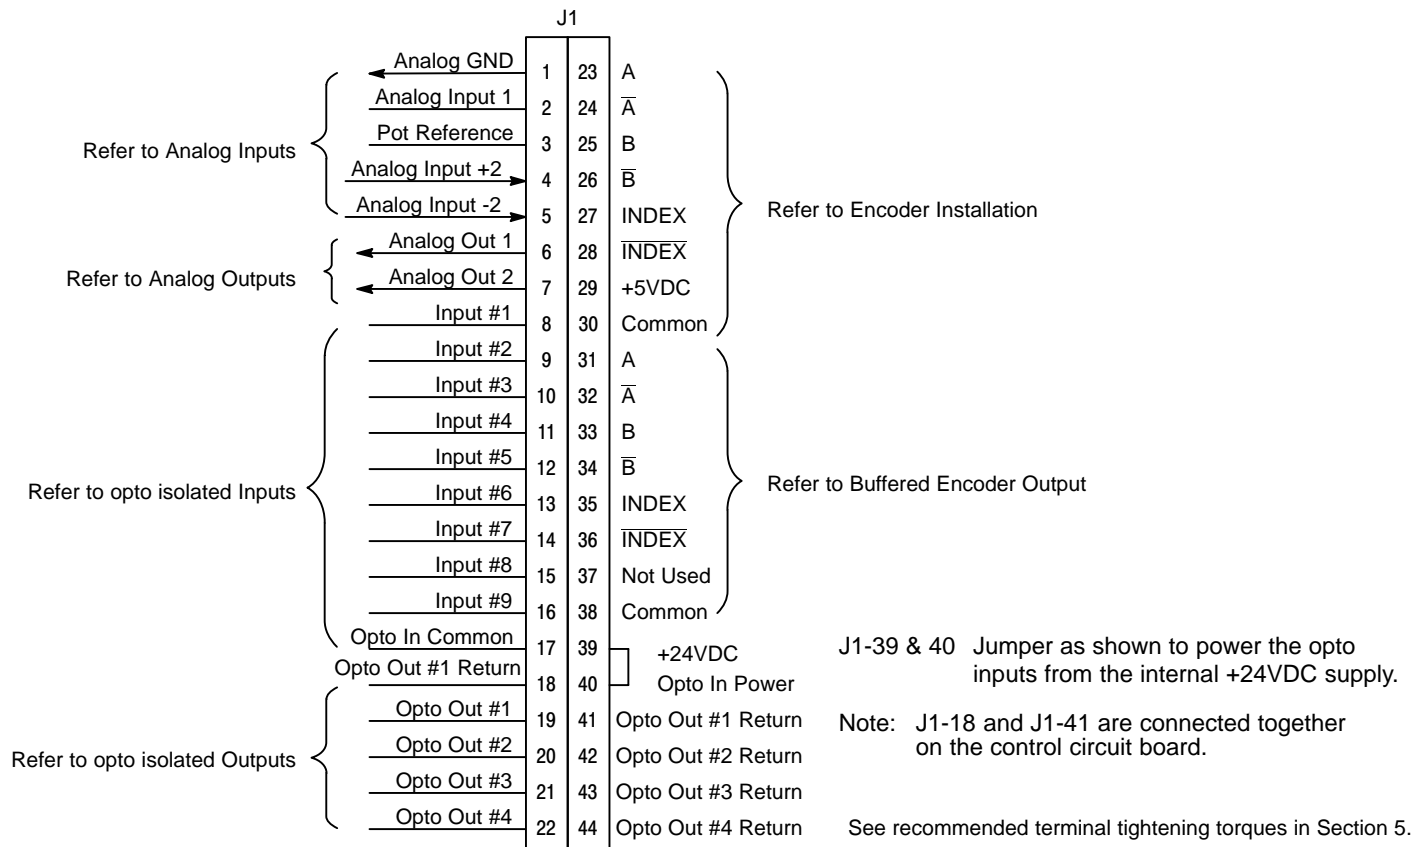 J1
Analog GND 1 23 A
Analog Input 1 2 24 A̅
Pot Reference 3 25 B
Refer to Analog Inputs
Analog Input +2 4 26 B̅
Analog Input -2 5 27 INDEX
Refer to Encoder Installation
Analog Out 1 6 28 I̅N̅D̅E̅X̅
Refer to Analog Outputs
Analog Out 2 7 29 +5VDC
Input #1 8 30 Common
Input #2 9 31 A
Input #3 10 32 A̅
Input #4 11 33 B
Input #5 12 34 B̅
Refer to Buffered Encoder Output
Refer to opto isolated Inputs
Input #6 13 35 INDEX
Input #7 14 36 I̅N̅D̅E̅X̅
Input #8 15 37 Not Used
Input #9 16 38 Common
Opto In Common 17 39 +24VDC
Opto Out #1 Return 18 40 Opto In Power
J1-39 & 40 Jumper as shown to power the opto
inputs from the internal +24VDC supply.
Opto Out #1 19 41 Opto Out #1 Return
Note: J1-18 and J1-41 are connected together
on the control circuit board.
Refer to opto isolated Outputs
Opto Out #2 20 42 Opto Out #2 Return
Opto Out #3 21 43 Opto Out #3 Return
Opto Out #4 22 44 Opto Out #4 Return
See recommended terminal tightening torques in Section 5.